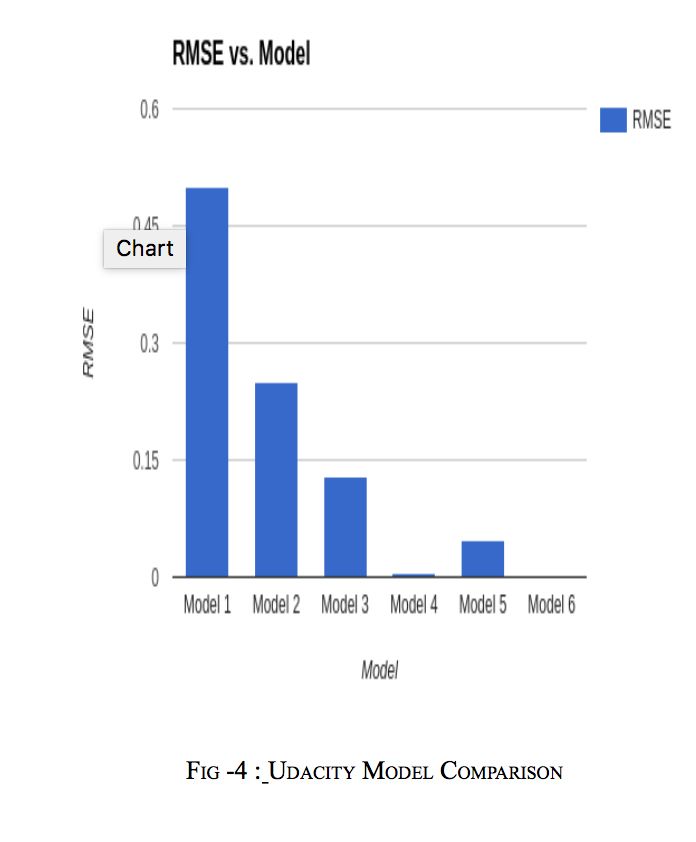 RMSE vs. Model
0.6
RMSE
0.45
Chart
RMSE
0.3
0.15
0
Model 1 Model 2 Model 3 Model 4 Model 5 Model 6
Model
Fig -4 : Udacity Model Comparison